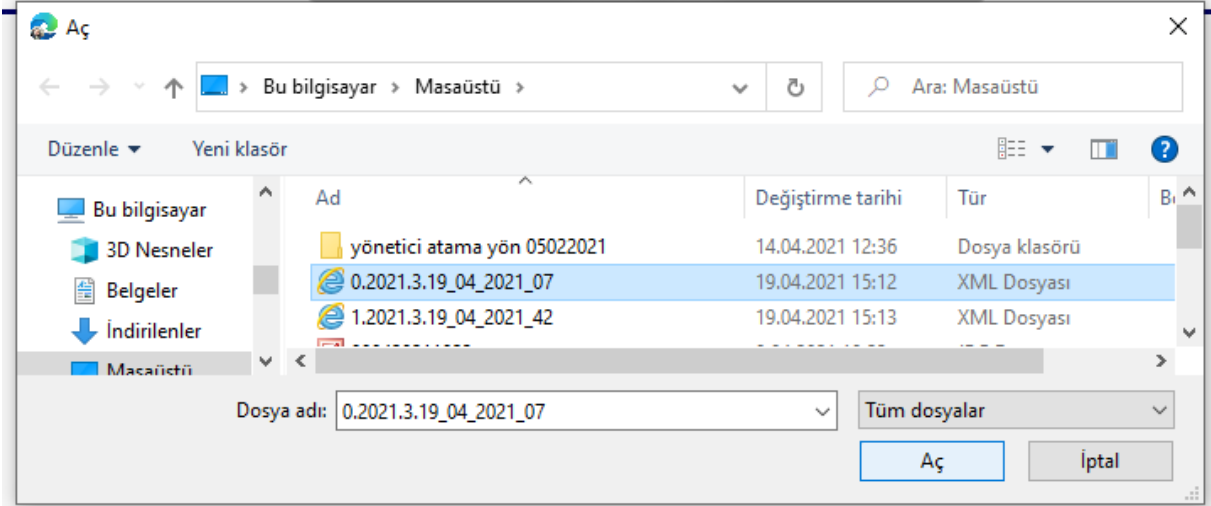 Aç
Bu bilgisayar > Masaüstü >
Ara: Masaüstü
Düzenle
Yeni klasör
Bu bilgisayar
3D Nesneler
Belgeler
İndirilenler
Masaüstü
Ad Değiştirme tarihi Tür
yönetici atama yön 05022021 14.04.2021 12:36 Dosya klasörü
0.2021.3.19_04_2021_07 19.04.2021 15:12 XML Dosyası
1.2021.3.19_04_2021_42 19.04.2021 15:13 XML Dosyası
Dosya adı: 0.2021.3.19_04_2021_07 Tüm dosyalar
Aç İptal